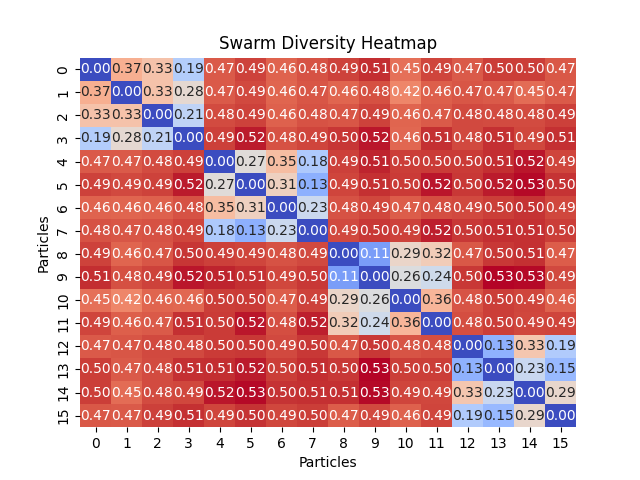 Swarm Diversity Heatmap
0 0.00 0.37 0.33 0.19 0.47 0.49 0.46 0.48 0.49 0.51 0.45 0.49 0.47 0.50 0.50 0.47
1 0.37 0.00 0.33 0.28 0.47 0.49 0.46 0.47 0.46 0.48 0.42 0.46 0.47 0.47 0.45 0.47
2 0.33 0.33 0.00 0.21 0.48 0.49 0.46 0.48 0.47 0.49 0.46 0.47 0.48 0.48 0.48 0.49
3 0.19 0.28 0.21 0.00 0.49 0.52 0.48 0.49 0.50 0.52 0.46 0.51 0.48 0.51 0.49 0.51
4 0.47 0.47 0.48 0.49 0.00 0.27 0.35 0.18 0.49 0.51 0.50 0.50 0.50 0.51 0.52 0.49
5 0.49 0.49 0.49 0.52 0.27 0.00 0.31 0.13 0.49 0.51 0.50 0.52 0.50 0.52 0.53 0.50
6 0.46 0.46 0.46 0.48 0.35 0.31 0.00 0.23 0.48 0.49 0.47 0.48 0.49 0.50 0.50 0.49
7 0.48 0.47 0.48 0.49 0.18 0.13 0.23 0.00 0.49 0.50 0.49 0.52 0.50 0.51 0.51 0.50
8 0.49 0.46 0.47 0.50 0.49 0.49 0.48 0.49 0.00 0.11 0.29 0.32 0.47 0.50 0.51 0.47
9 0.51 0.48 0.49 0.52 0.51 0.51 0.49 0.50 0.11 0.00 0.26 0.24 0.50 0.53 0.53 0.49
10 0.45 0.42 0.46 0.46 0.50 0.50 0.47 0.49 0.29 0.26 0.00 0.36 0.48 0.50 0.49 0.46
11 0.49 0.46 0.47 0.51 0.50 0.52 0.48 0.52 0.32 0.24 0.36 0.00 0.48 0.50 0.49 0.49
12 0.47 0.47 0.48 0.48 0.50 0.50 0.49 0.50 0.47 0.50 0.48 0.48 0.00 0.13 0.33 0.19
13 0.50 0.47 0.48 0.51 0.51 0.52 0.50 0.51 0.50 0.53 0.50 0.50 0.13 0.00 0.23 0.15
14 0.50 0.45 0.48 0.49 0.52 0.53 0.50 0.51 0.51 0.53 0.49 0.49 0.33 0.23 0.00 0.29
15 0.47 0.47 0.49 0.51 0.49 0.50 0.49 0.50 0.47 0.49 0.46 0.49 0.19 0.15 0.29 0.00
0 1 2 3 4 5 6 7 8 9 10 11 12 13 14 15
Particles
Particles